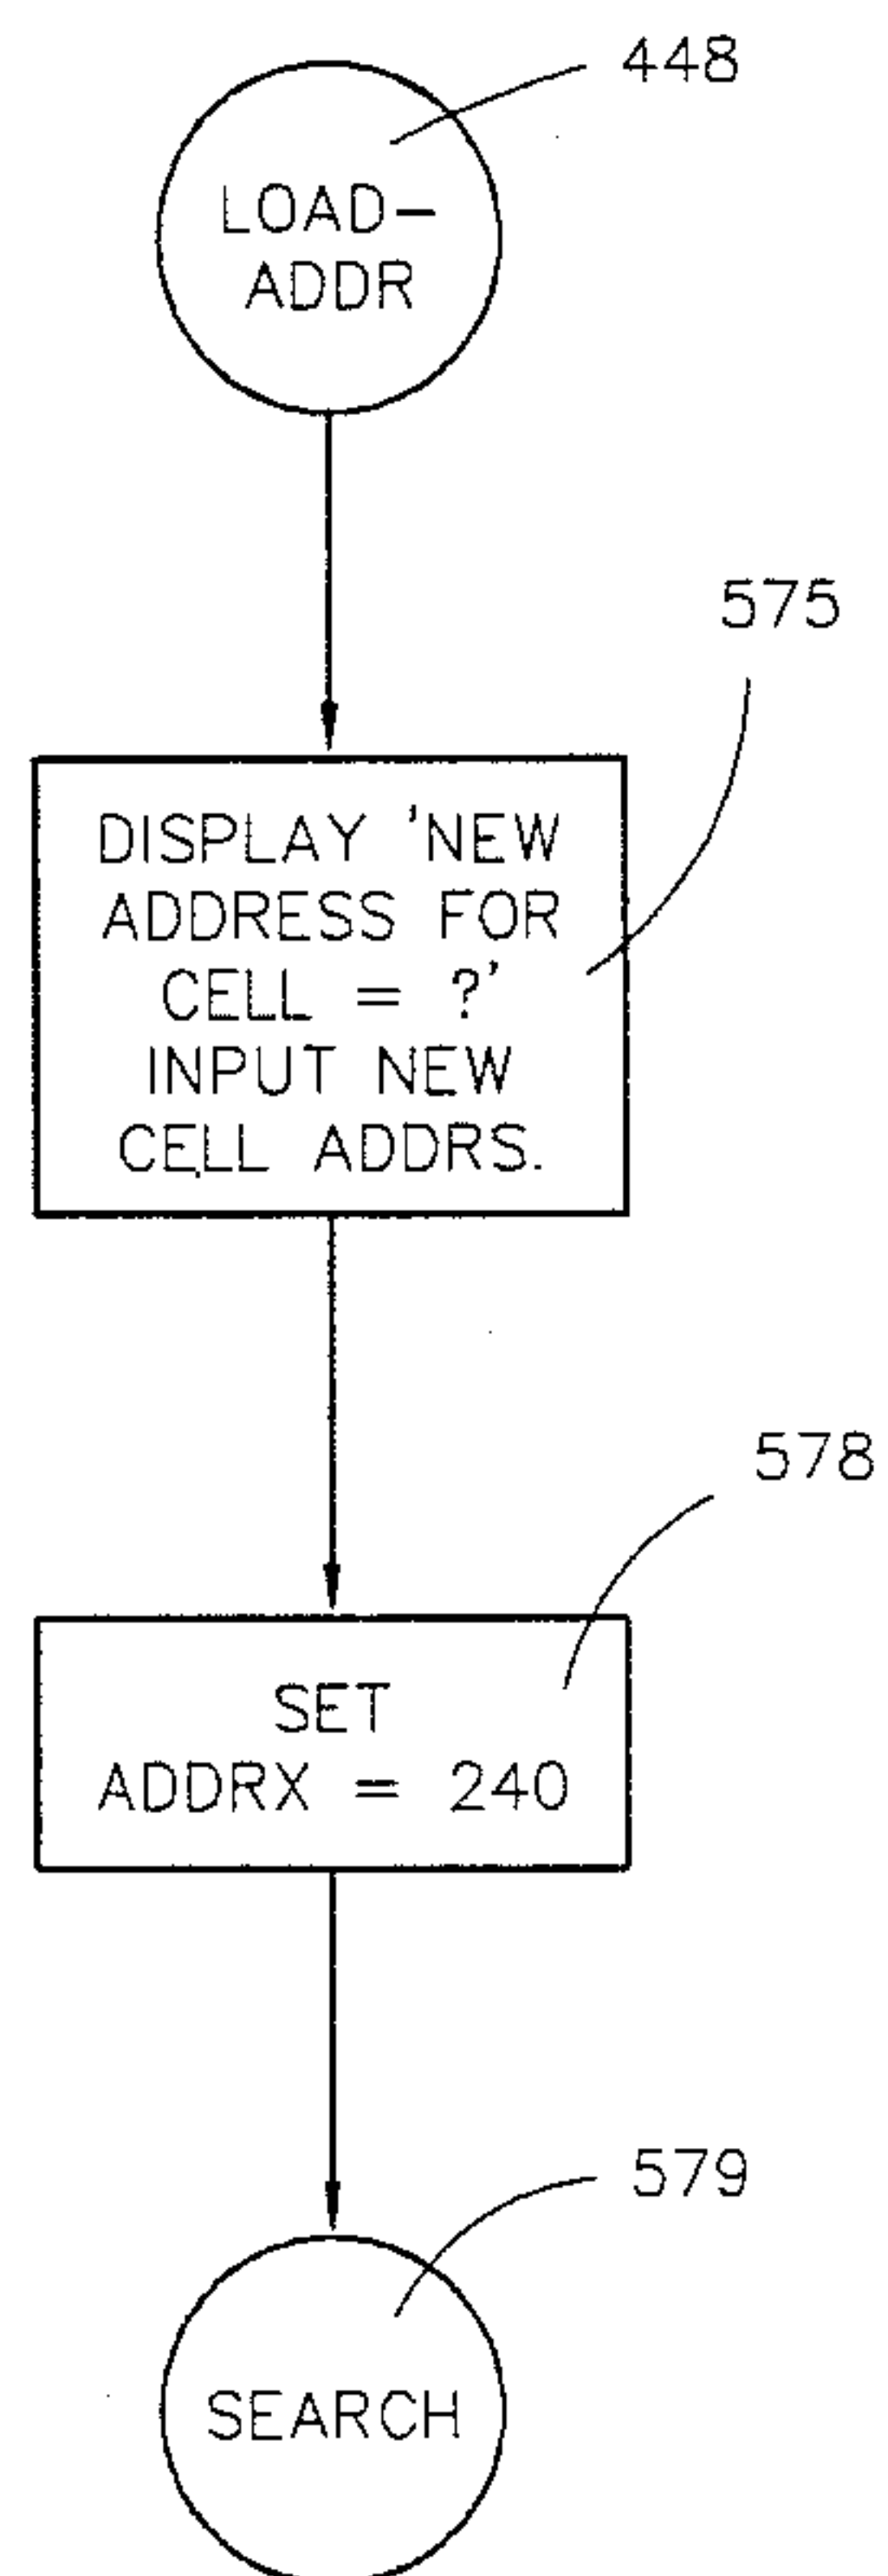 448
LOAD-
ADDR
575
DISPLAY 'NEW
ADDRESS FOR
CELL = ?'
INPUT NEW
CELL ADDRS.
578
SET
ADDRX = 240
579
SEARCH